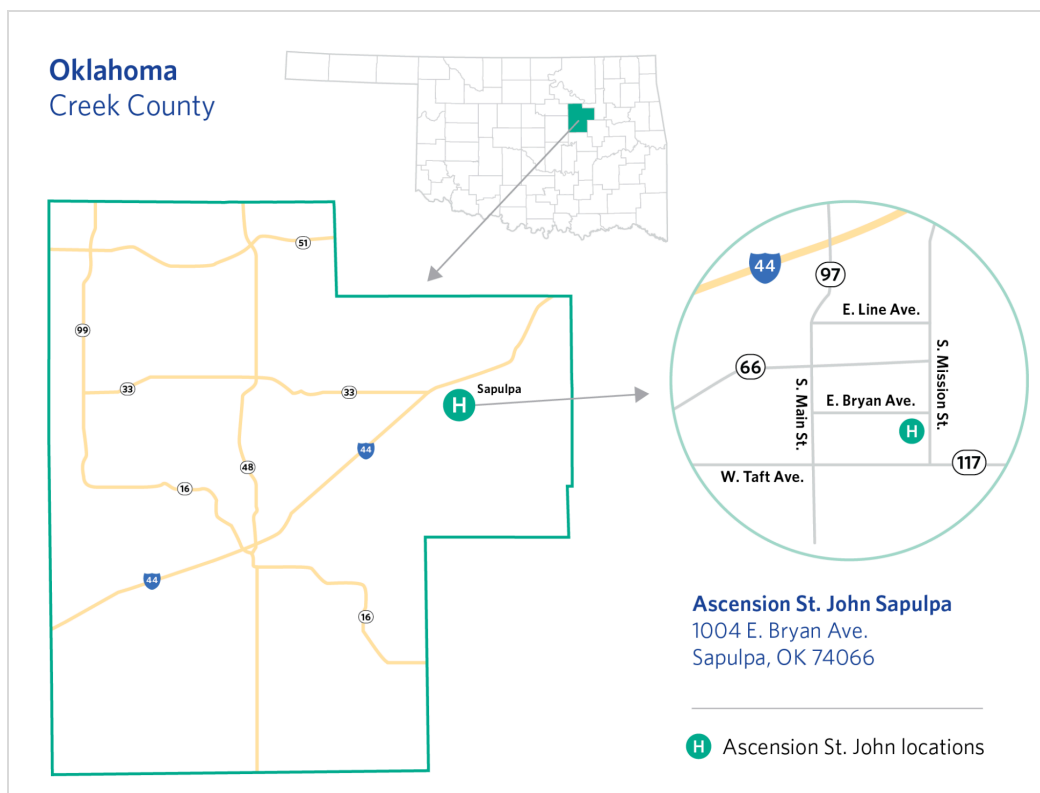 Oklahoma
Creek County
51
99
33
33
Sapulpa
H
44
48
16
44
16
44
97
E. Line Ave.
66
S. Main St.
S. Mission St.
E. Bryan Ave.
H
117
W. Taft Ave.
Ascension St. John Sapulpa
1004 E. Bryan Ave.
Sapulpa, OK 74066
H Ascension St. John locations